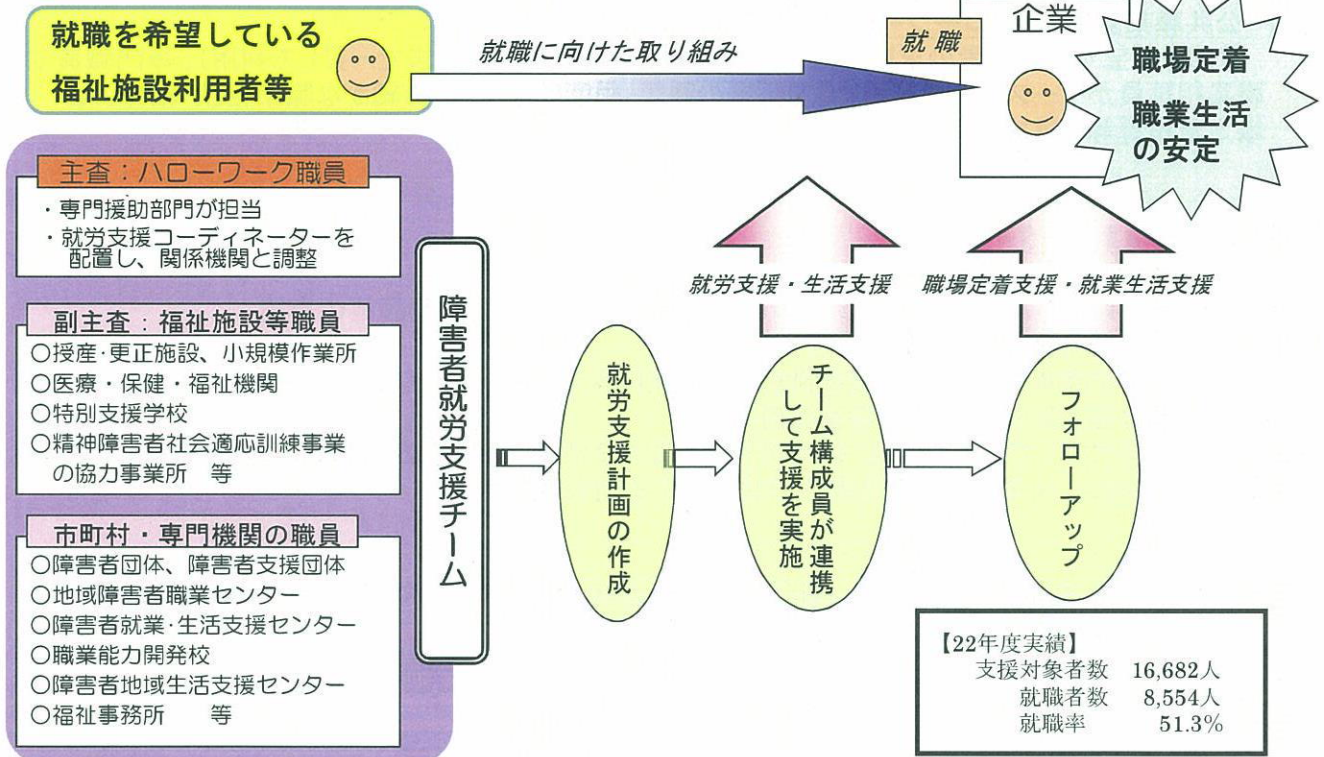 就職を希望している
福祉施設利用者等
就職に向けた取り組み
就職
企業
職場定着
職業生活
の安定
主査：ハローワーク職員
・専門援助部門が担当
・就労支援コーディネーターを
配置し、関係機関と調整
副主査：福祉施設等職員
○授産･更正施設、小規模作業所
○医療・保健・福祉機関
○特別支援学校
○精神障害者社会適応訓練事業
の協力事業所　等
市町村・専門機関の職員
○障害者団体、障害者支援団体
○地域障害者職業センター
○障害者就業･生活支援センター
○職業能力開発校
○障害者地域生活支援センター
○福祉事務所　　等
障害者就労支援チーム
就労支援計画の作成
就労支援・生活支援
チーム構成員が連携
して支援を実施
職場定着支援・就業生活支援
フォローアップ
【22年度実績】
支援対象者数　16,682人
就職者数　8,554人
就職率　51.3%